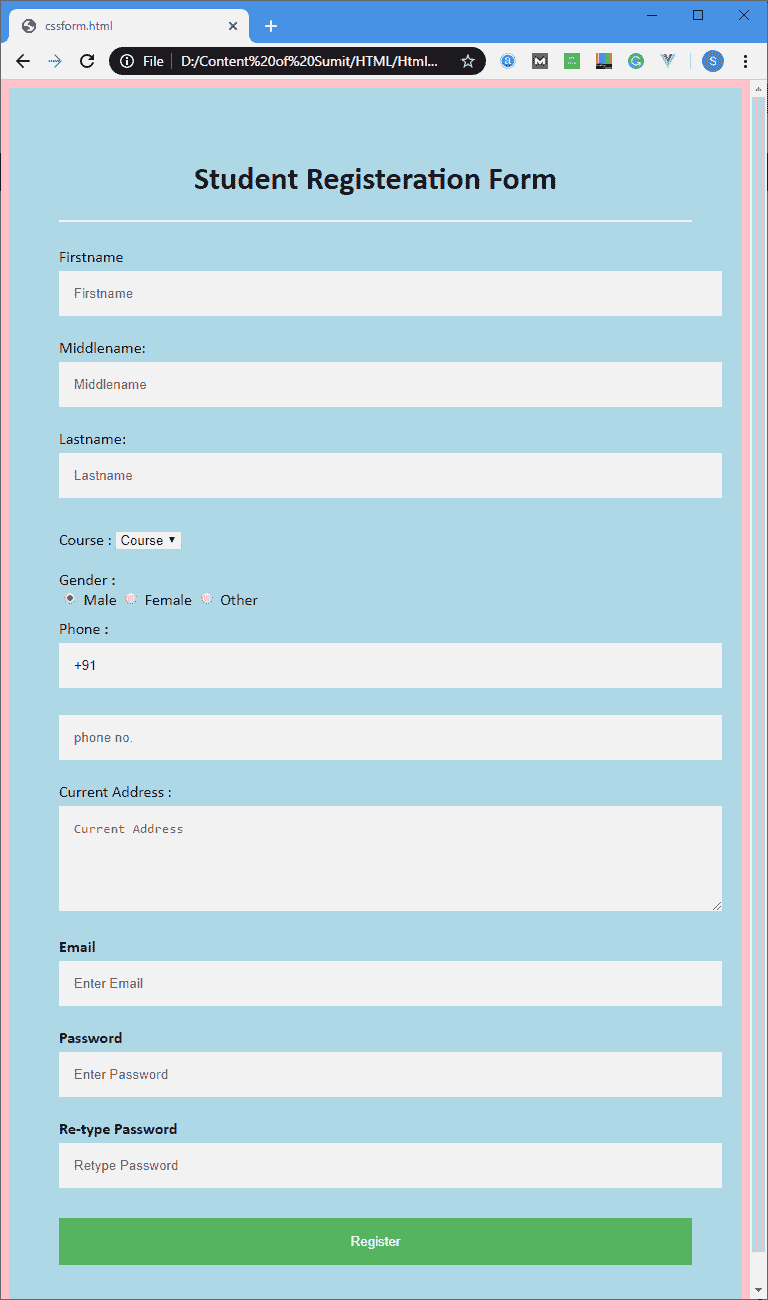 cssform.html
File D:/Content%20of%20Sumit/HTML/Html...
S
Student Registeration Form
Firstname
Firstname
Middlename:
Middlename
Lastname:
Lastname
Course : Course
Gender :
Male Female Other
Phone :
+91
phone no.
Current Address :
Current Address
Email
Enter Email
Password
Enter Password
Re-type Password
Retype Password
Register